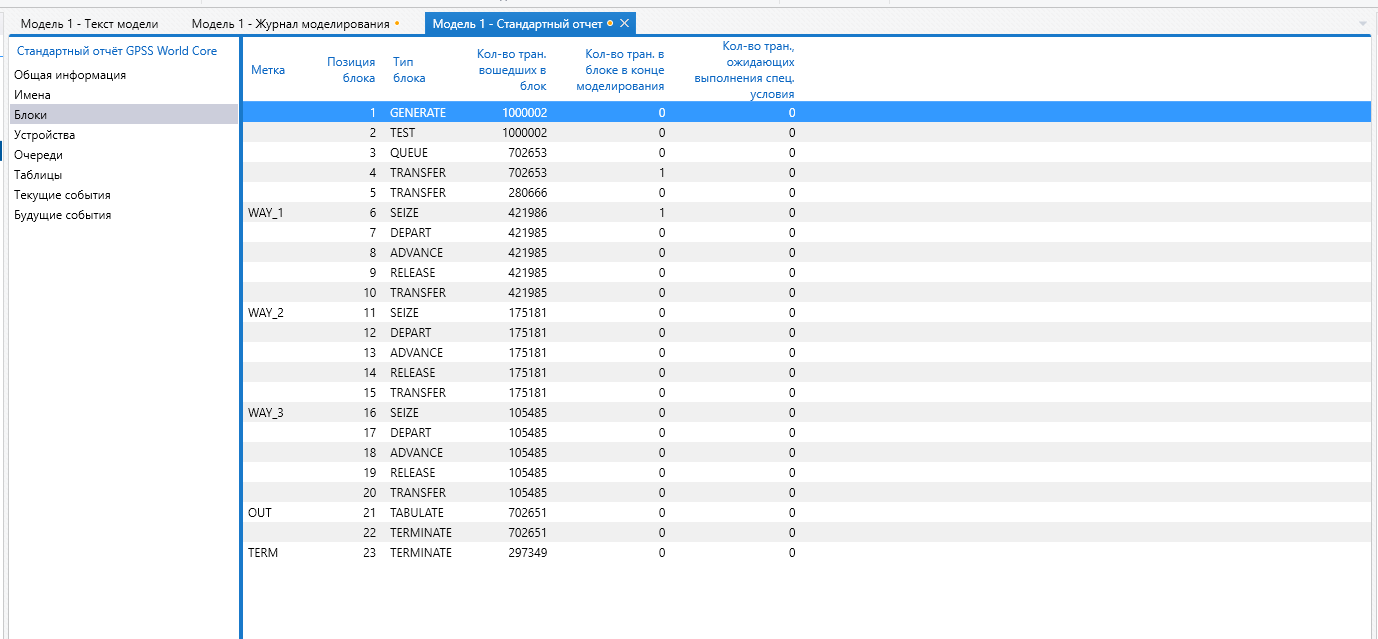 Модель 1 - Текст модели Модель 1 - Журнал моделирования Модель 1 - Стандартный отчет
Стандартный отчёт GPSS World Core
Общая информация
Имена
Блоки
Устройства
Очереди
Таблицы
Текущие события
Будущие события
Метка Позиция блока Тип блока Кол-во тран. вошедших в блок Кол-во тран. в блоке в конце моделирования Кол-во тран., ожидающих выполнения спец. условия
1 GENERATE 1000002 0 0
2 TEST 1000002 0 0
3 QUEUE 702653 0 0
4 TRANSFER 702653 1 0
5 TRANSFER 280666 0 0
WAY_1 6 SEIZE 421986 1 0
7 DEPART 421985 0 0
8 ADVANCE 421985 0 0
9 RELEASE 421985 0 0
10 TRANSFER 421985 0 0
WAY_2 11 SEIZE 175181 0 0
12 DEPART 175181 0 0
13 ADVANCE 175181 0 0
14 RELEASE 175181 0 0
15 TRANSFER 175181 0 0
WAY_3 16 SEIZE 105485 0 0
17 DEPART 105485 0 0
18 ADVANCE 105485 0 0
19 RELEASE 105485 0 0
20 TRANSFER 105485 0 0
OUT 21 TABULATE 702651 0 0
22 TERMINATE 702651 0 0
TERM 23 TERMINATE 297349 0 0